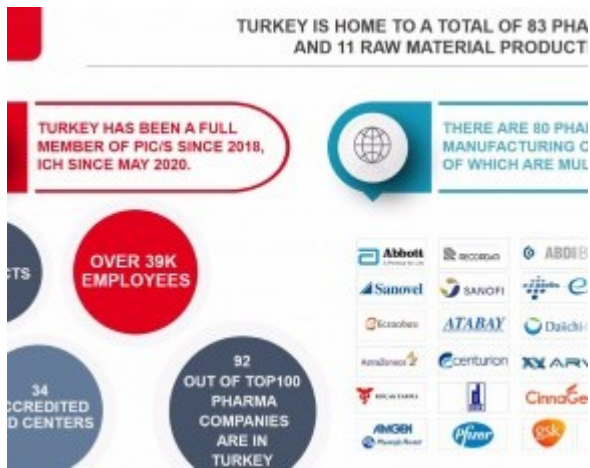 TURKEY IS HOME TO A TOTAL OF 83 PHA
AND 11 RAW MATERIAL PRODUCT
TURKEY HAS BEEN A FULL
MEMBER OF PIC/S SINCE 2018,
ICH SINCE MAY 2020.
THERE ARE 80 PHA
MANUFACTURING C
OF WHICH ARE MUL
CTS
OVER 39K
EMPLOYEES
34
CCREDITED
D CENTERS
92
OUT OF TOP100
PHARMA
COMPANIES
ARE IN
TURKEY
Abbott
RECORDATI
ABDI
Sanovel
SANOFI
e
ATABAY
Daiichi
AstraZeneca
centurion
ARV
CinnaGe
AMGEN
Pfizer
gsk